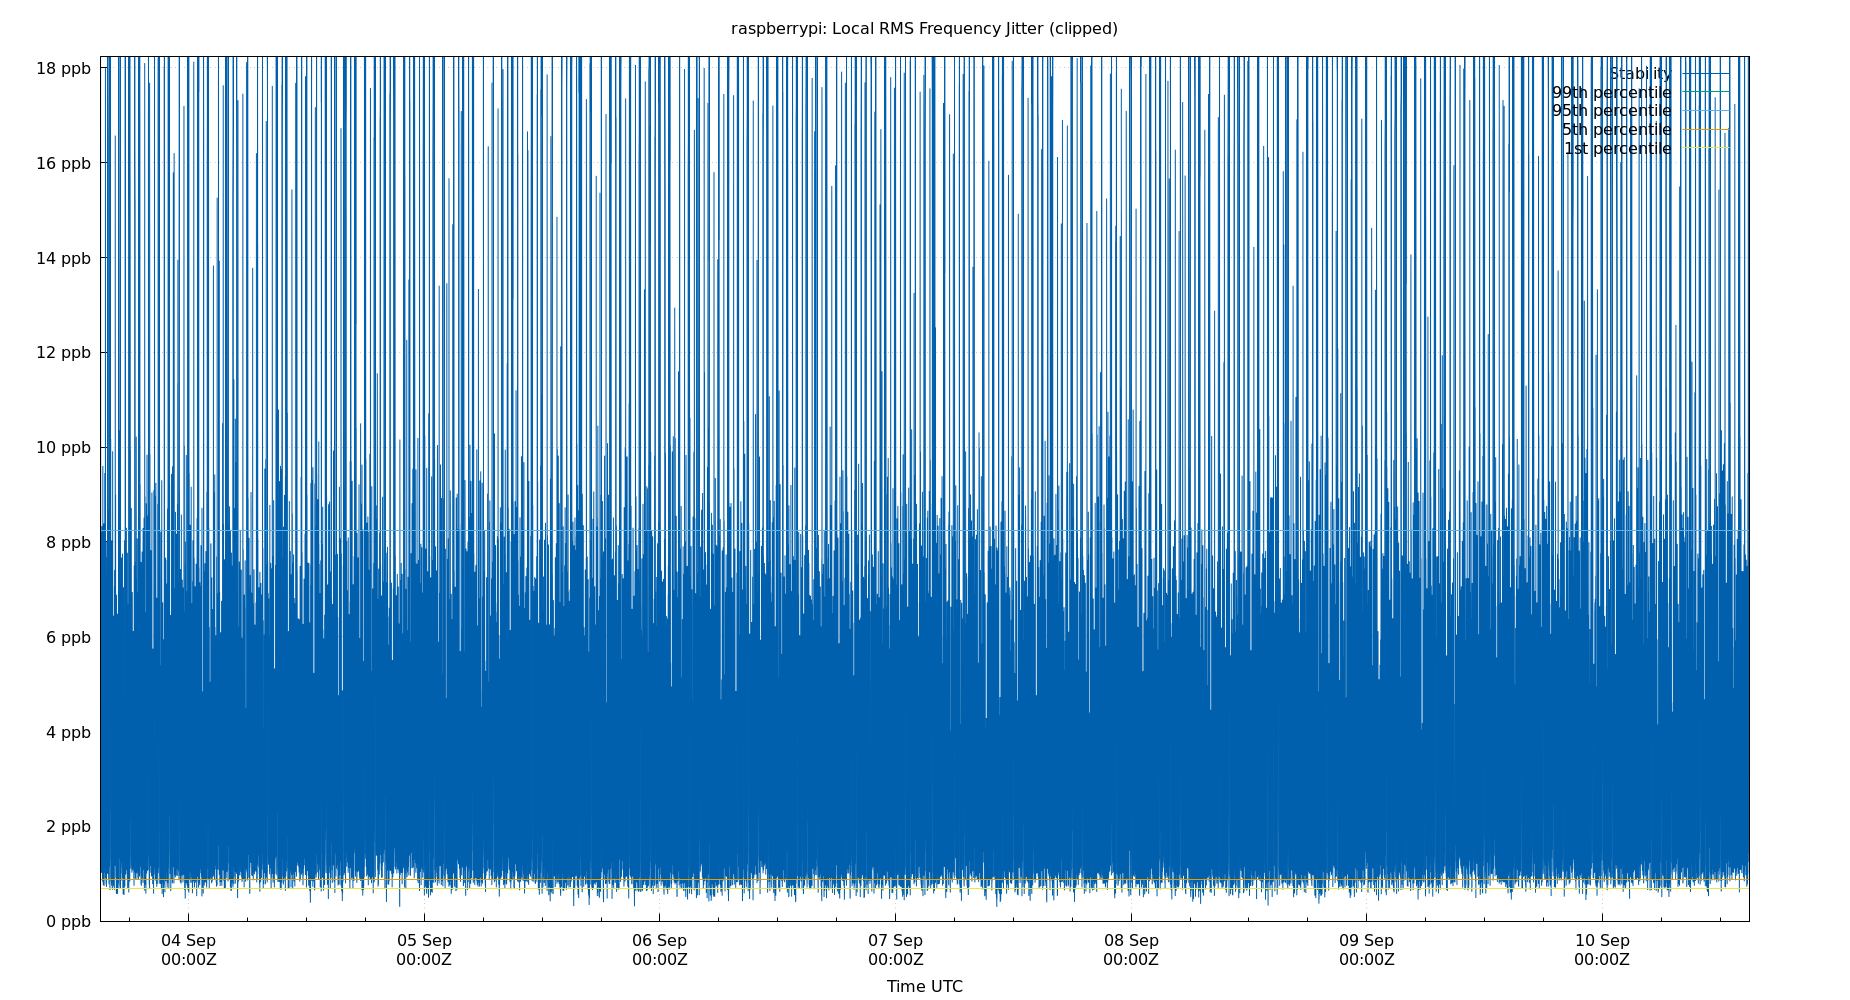 raspberrypi: Local RMS Frequency Jitter (clipped)
18 ppb
16 ppb
14 ppb
12 ppb
10 ppb
8 ppb
6 ppb
4 ppb
2 ppb
0 ppb
Stability
99th percentile
95th percentile
5th percentile
1st percentile
04 Sep
00:00Z
05 Sep
00:00Z
06 Sep
00:00Z
07 Sep
00:00Z
08 Sep
00:00Z
09 Sep
00:00Z
10 Sep
00:00Z
Time UTC